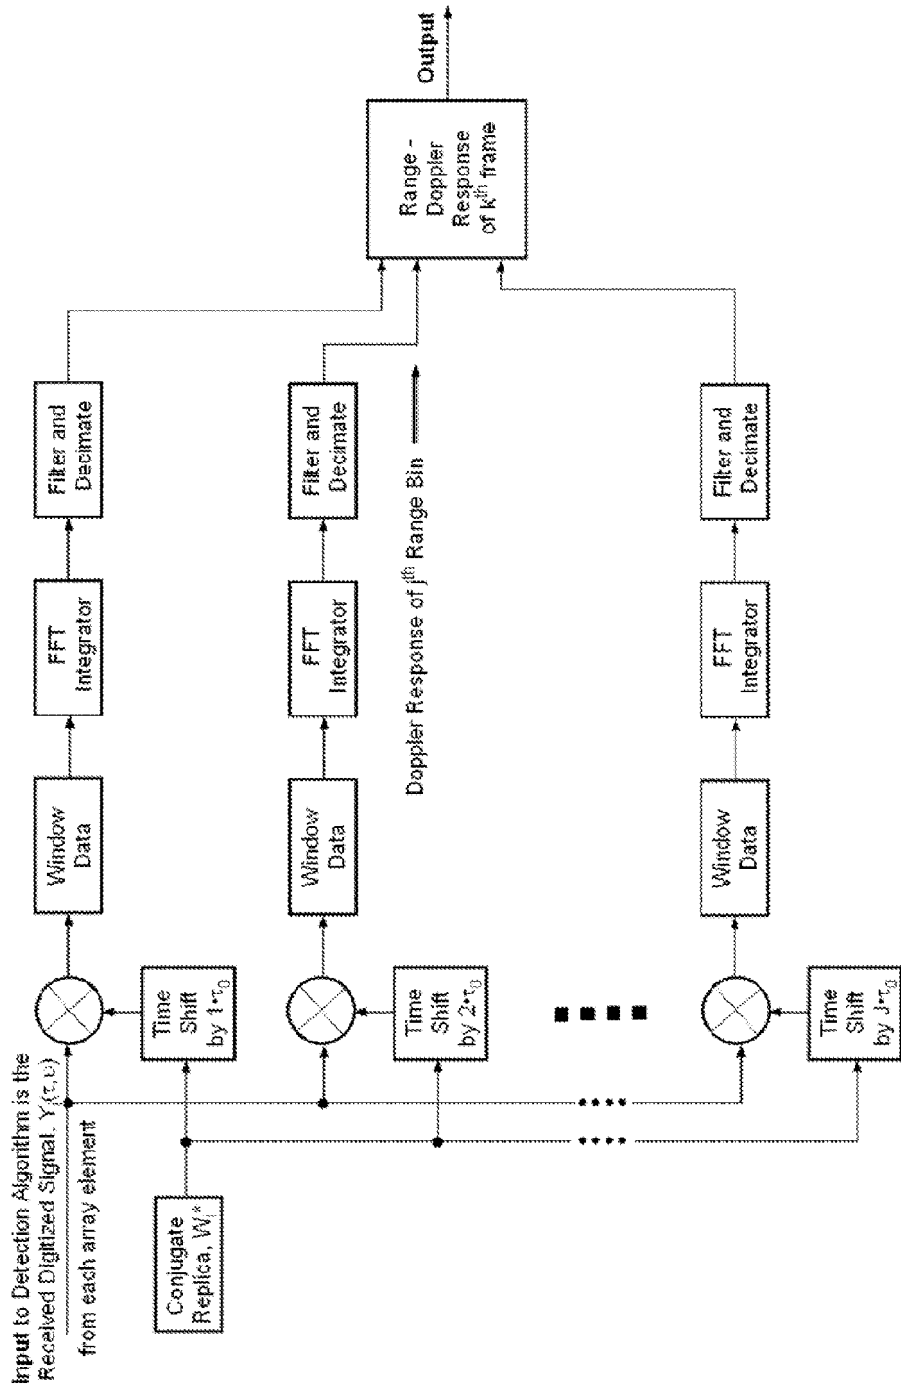 Input to Detection Algorithm is the
Received Digitized Signal, Yᵢ(τ,υ)
from each array element
Conjugate
Replica, Wᵢ*
Time
Shift
by 1•τ₀
Window
Data
FFT
Integrator
Filter and
Decimate
Time
Shift
by 2•τ₀
Window
Data
FFT
Integrator
Filter and
Decimate
Doppler Response of jᵗʰ Range Bin
Time
Shift
by J•τ₀
Window
Data
FFT
Integrator
Filter and
Decimate
Range -
Doppler
Response
of kᵗʰ frame
Output